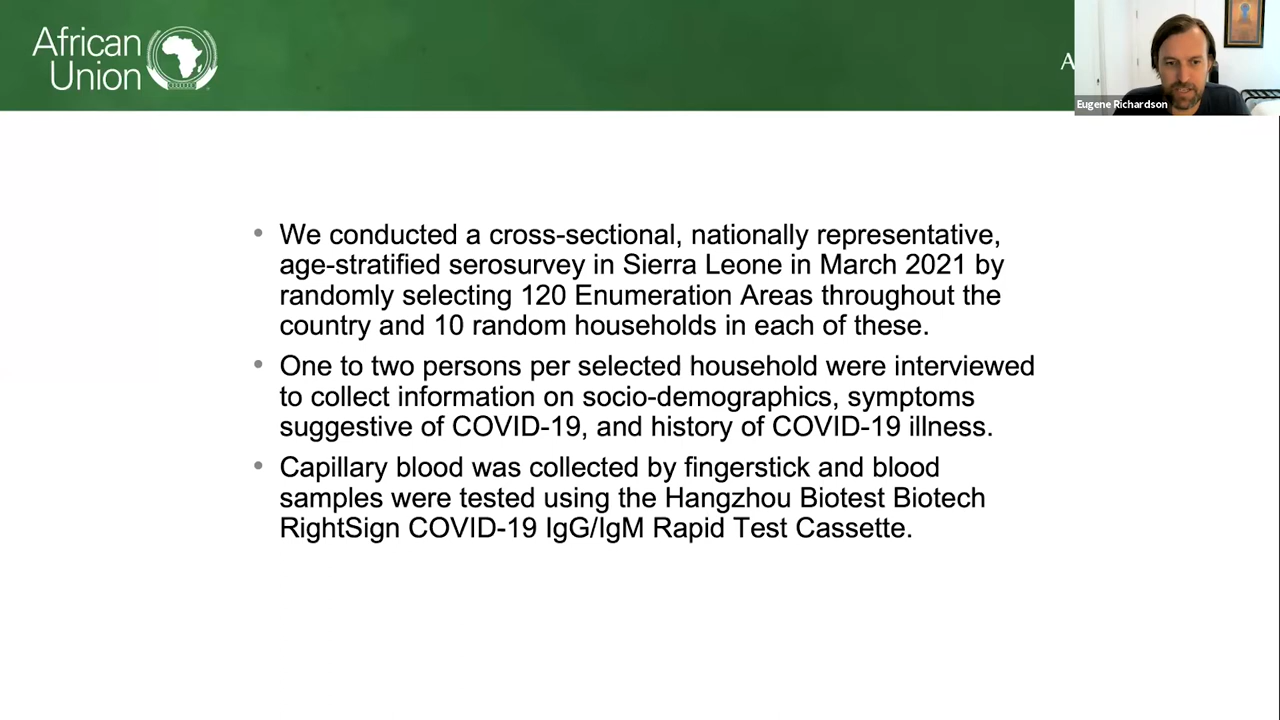 African
Union
A
Eugene Richardson
• We conducted a cross-sectional, nationally representative,
age-stratified serosurvey in Sierra Leone in March 2021 by
randomly selecting 120 Enumeration Areas throughout the
country and 10 random households in each of these.
• One to two persons per selected household were interviewed
to collect information on socio-demographics, symptoms
suggestive of COVID-19, and history of COVID-19 illness.
• Capillary blood was collected by fingerstick and blood
samples were tested using the Hangzhou Biotest Biotech
RightSign COVID-19 IgG/IgM Rapid Test Cassette.